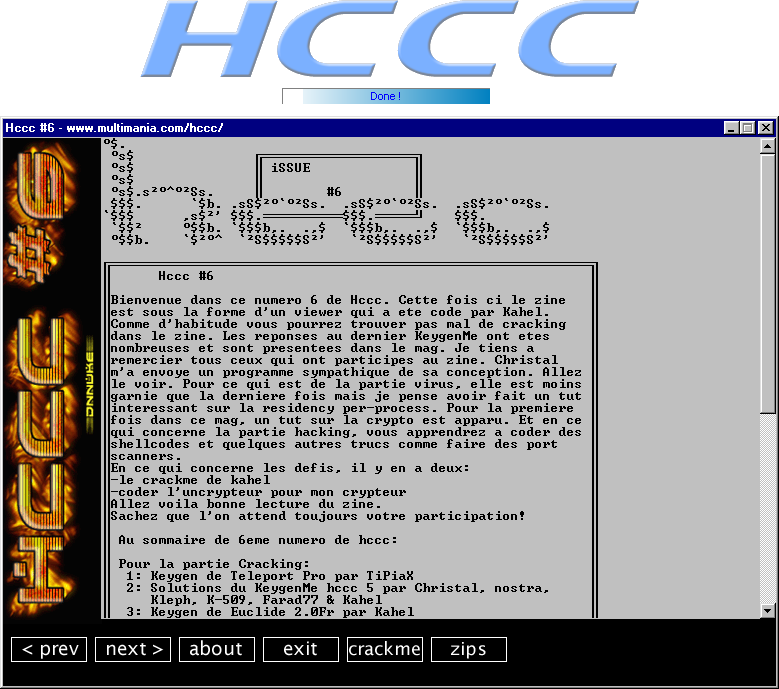 HCCC
Done !
Hccc #6 - www.multimania.com/hccc/
iSSUE
#6
HCCC #6
Hccc #6
Bienvenue dans ce numero 6 de Hccc. Cette fois ci le zine
est sous la forme d'un viewer qui a ete code par Kahel.
Comme d'habitude vous pourrez trouver pas mal de cracking
dans le zine. Les reponses au dernier KeygenMe ont etes
nombreuses et sont presentees dans le mag. Je tiens a
remercier tous ceux qui ont participes au zine. Christal
m'a envoye un programme sympathique de sa conception. Allez
le voir. Pour ce qui est de la partie virus, elle est moins
garnie que la derniere fois mais je pense avoir fait un tut
interessant sur la residency per-process. Pour la premiere
fois dans ce mag, un tut sur la crypto est apparu. Et en ce
qui concerne la partie hacking, vous apprendrez a coder des
shellcodes et quelques autres trucs comme faire des port
scanners.
En ce qui concerne les defis, il y en a deux:
-le crackme de kahel
-coder l'uncrypteur pour mon crypteur
Allez voila bonne lecture du zine.
Sachez que l'on attend toujours votre participation!
Au sommaire de 6eme numero de hccc:
Pour la partie Cracking:
1: Keygen de Teleport Pro par TiPiaX
2: Solutions du KeygenMe hccc 5 par Christal, nostra,
Kleph, K-509, Farad77 & Kahel
3: Keygen de Euclide 2.0Fr par Kahel
< prev next > about exit crackme zips